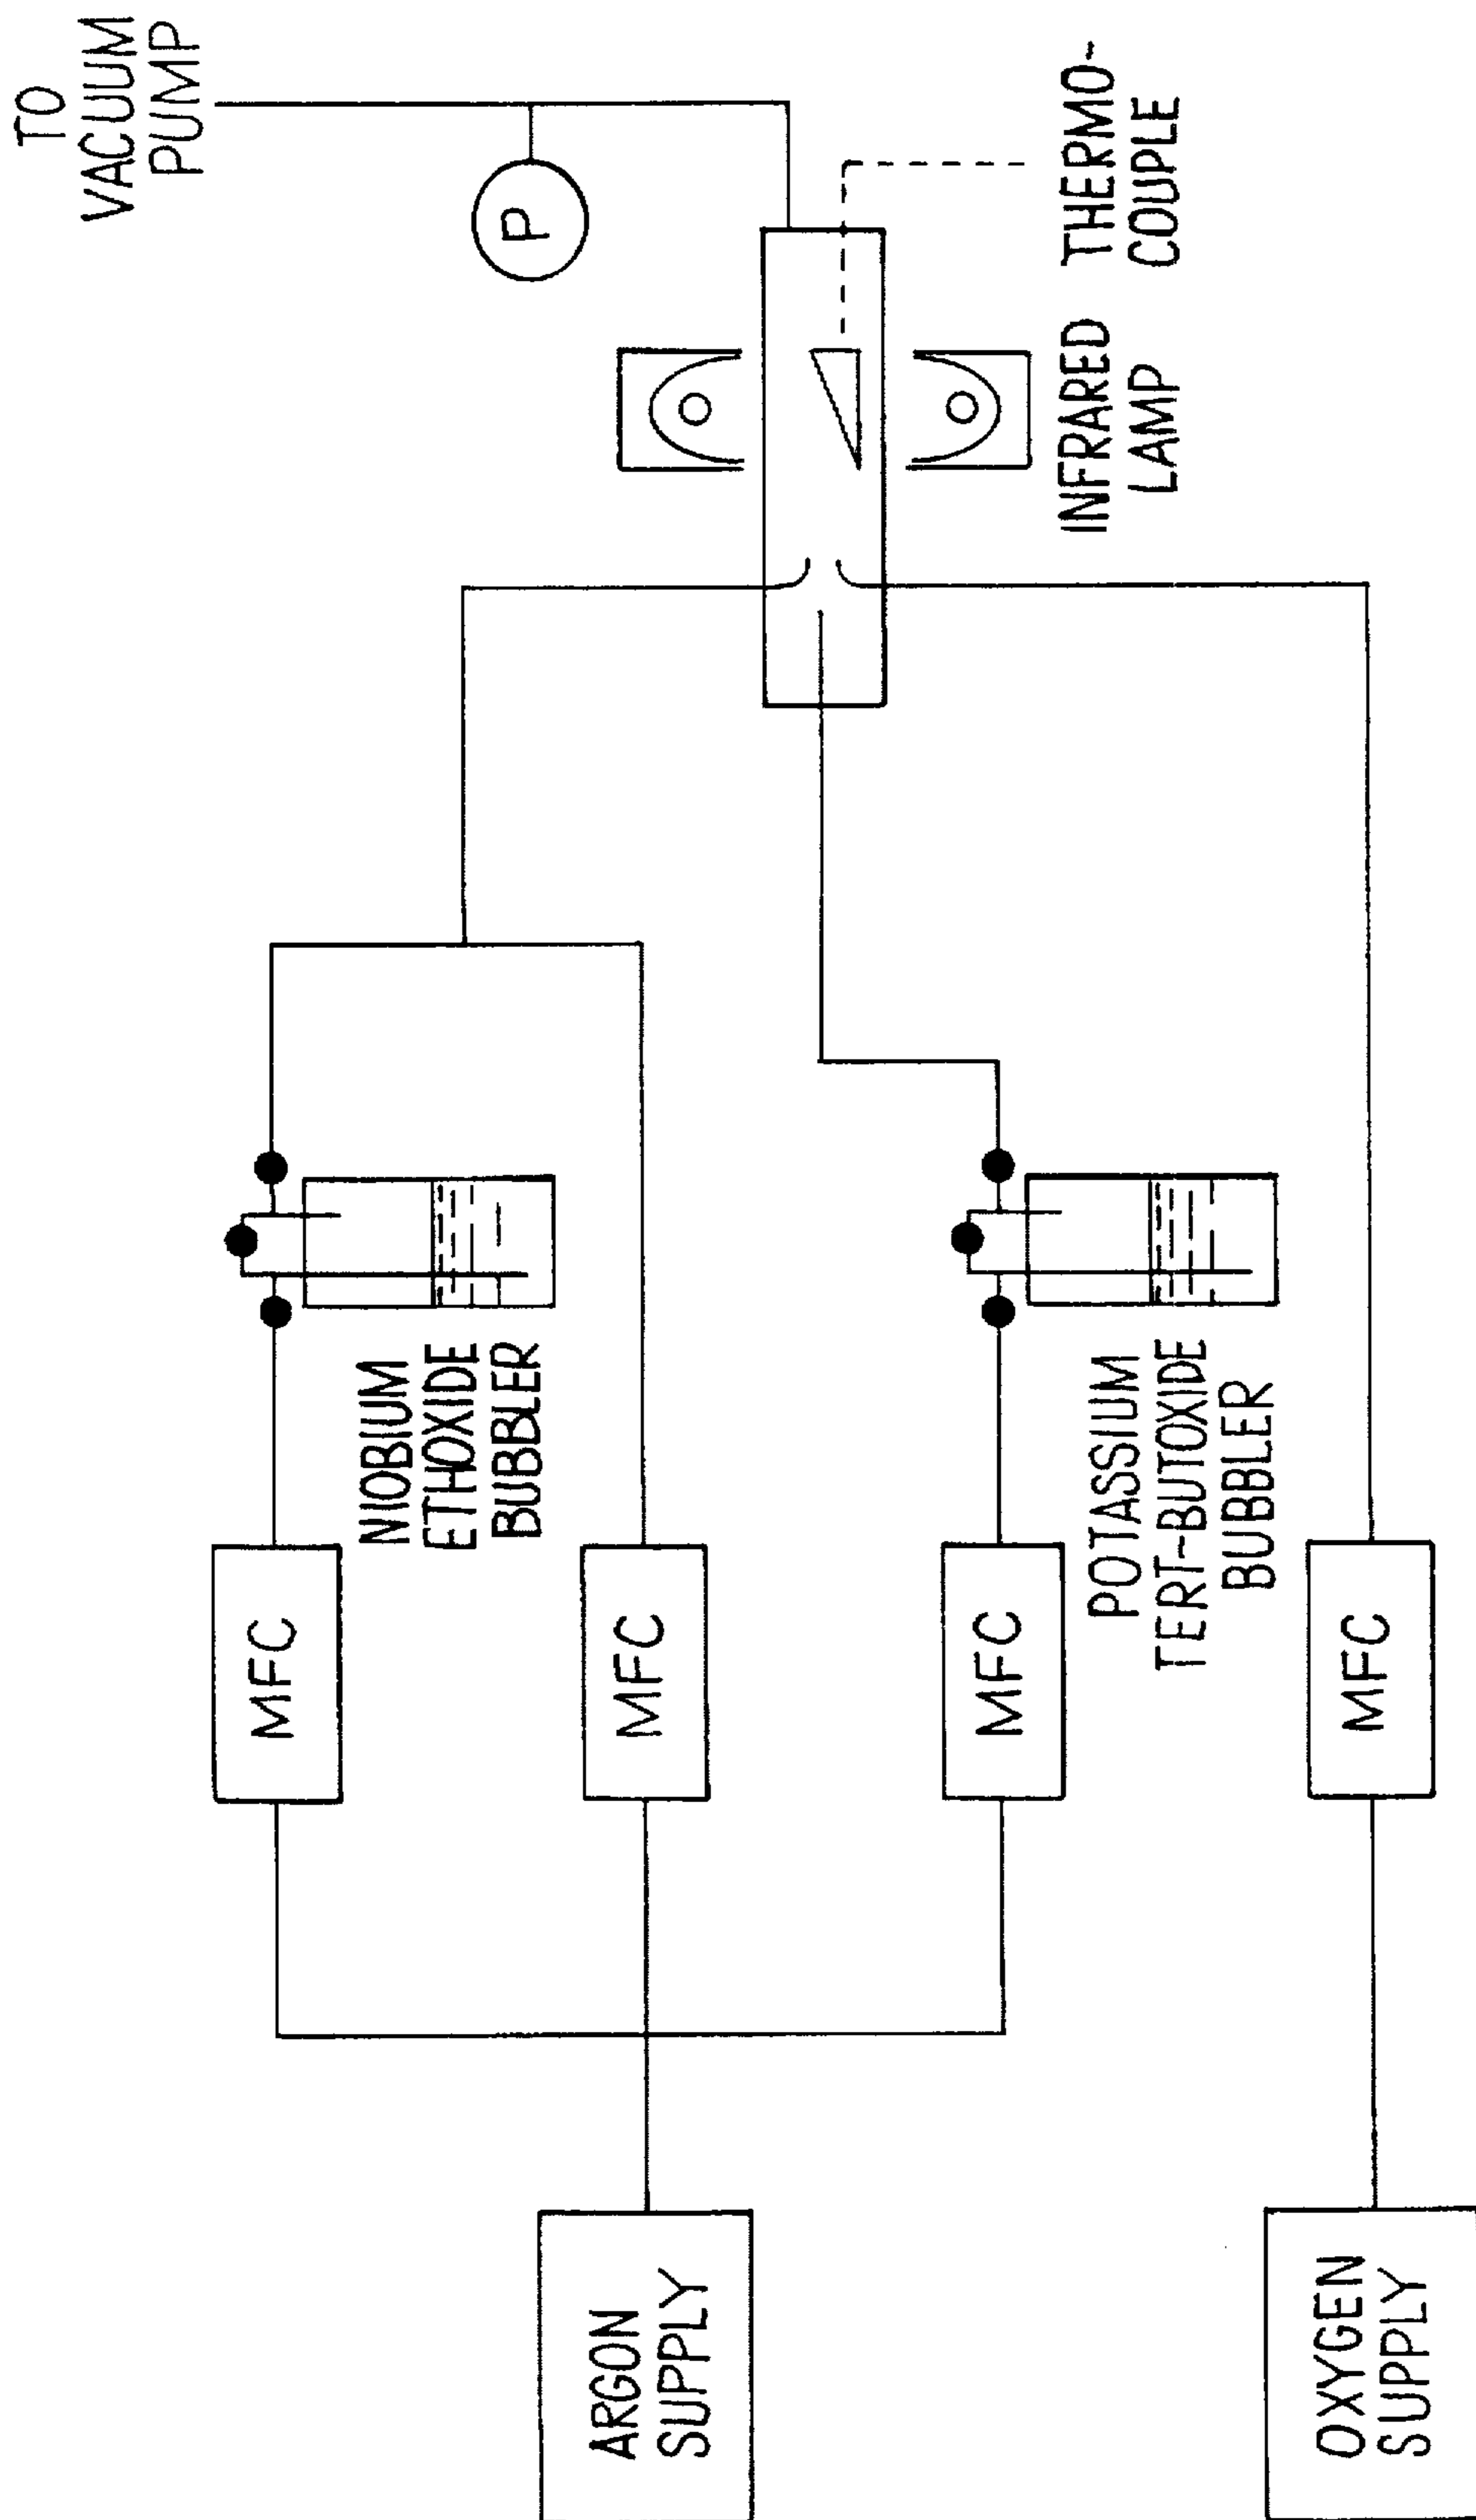 TO
VACUUM
PUMP
P
THERMO-
COUPLE
INFRARED
LAMP
NIOBIUM
ETHOXIDE
BUBBLER
POTASSIUM
TERT-BUTOXIDE
BUBBLER
MFC
MFC
MFC
MFC
ARGON
SUPPLY
OXYGEN
SUPPLY